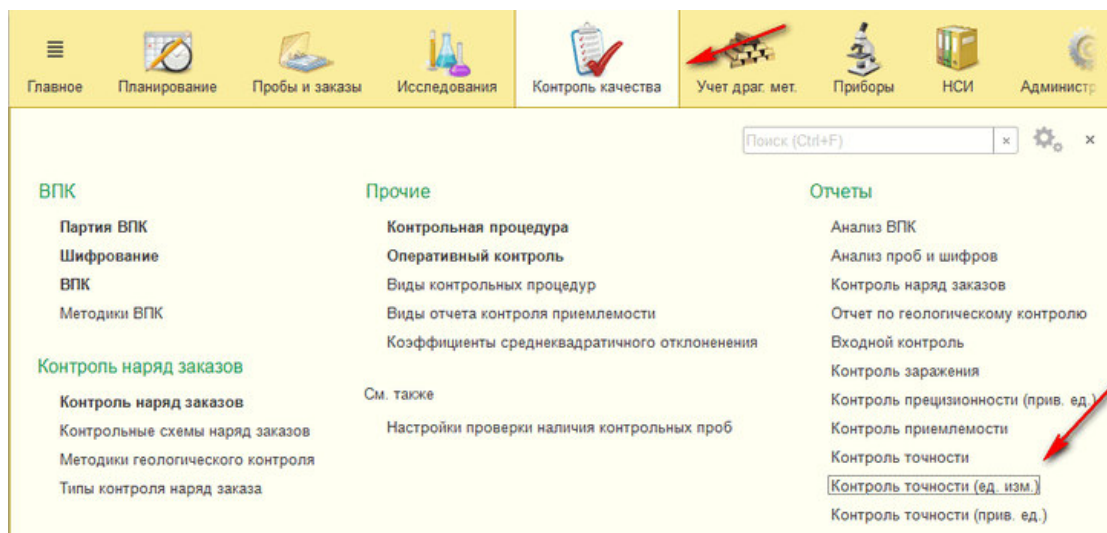 Главное
Планирование
Пробы и заказы
Исследования
Контроль качества
Учет драг. мет.
Приборы
НСИ
Администр
Поиск (Ctrl+F)
ВПК
Партия ВПК
Шифрование
ВПК
Методики ВПК
Контроль наряд заказов
Контроль наряд заказов
Контрольные схемы наряд заказов
Методики геологического контроля
Типы контроля наряд заказа
Прочие
Контрольная процедура
Оперативный контроль
Виды контрольных процедур
Виды отчета контроля приемлемости
Коэффициенты среднеквадратичного отклоненения
См. также
Настройки проверки наличия контрольных проб
Отчеты
Анализ ВПК
Анализ проб и шифров
Контроль наряд заказов
Отчет по геологическому контролю
Входной контроль
Контроль заражения
Контроль прецизионности (прив. ед.)
Контроль приемлемости
Контроль точности
Контроль точности (ед. изм.)
Контроль точности (прив. ед.)